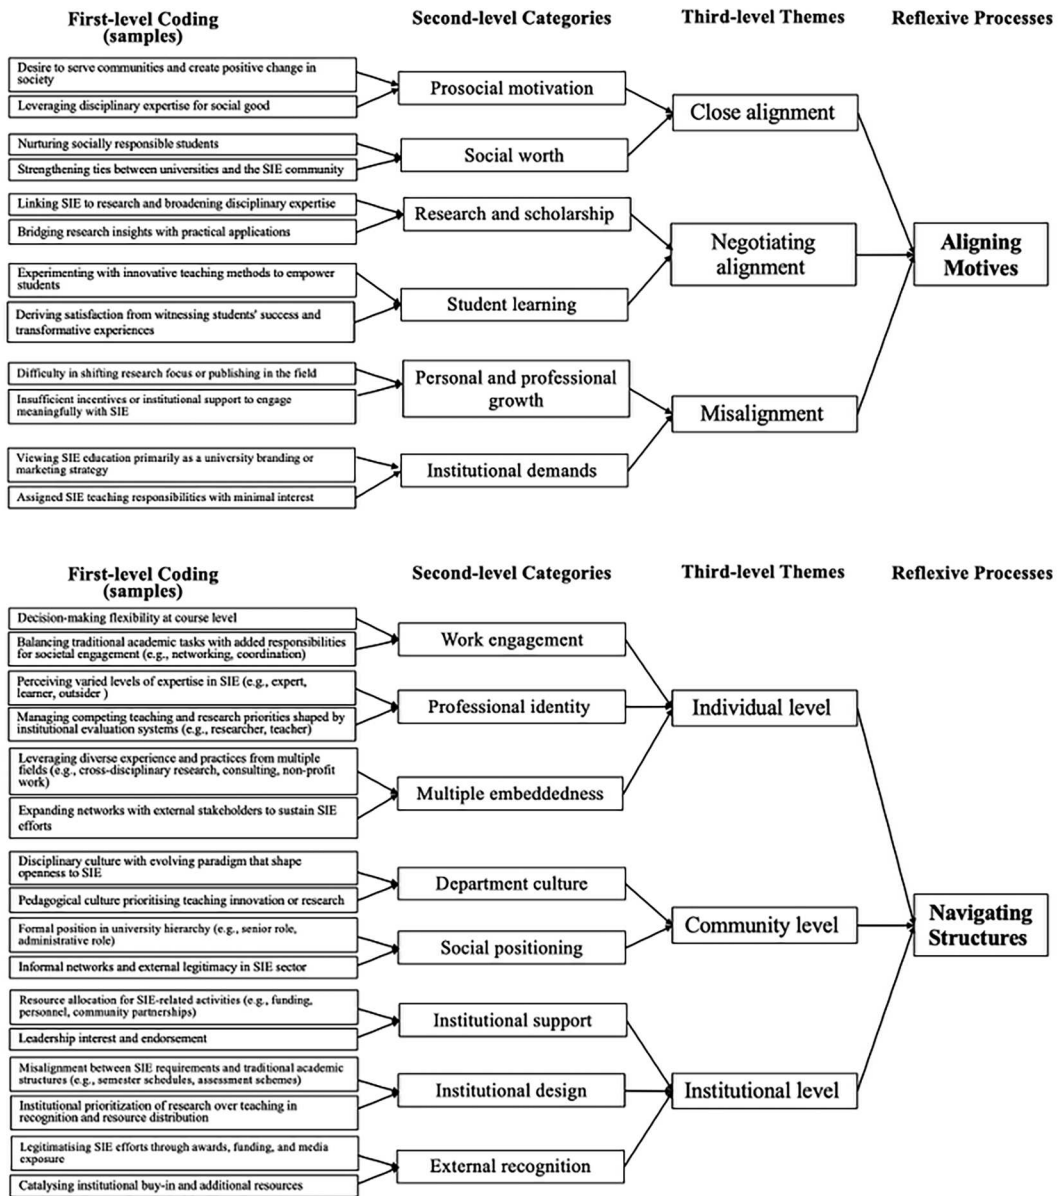 First-level Coding
(samples)
Second-level Categories
Third-level Themes
Reflexive Processes
Desire to serve communities and create positive change in
society
Leveraging disciplinary expertise for social good
Prosocial motivation
Nurturing socially responsible students
Strengthening ties between universities and the SIE community
Social worth
Close alignment
Linking SIE to research and broadening disciplinary expertise
Bridging research insights with practical applications
Research and scholarship
Experimenting with innovative teaching methods to empower
students
Deriving satisfaction from witnessing students' success and
transformative experiences
Student learning
Negotiating
alignment
Difficulty in shifting research focus or publishing in the field
Insufficient incentives or institutional support to engage
meaningfully with SIE
Personal and professional
growth
Viewing SIE education primarily as a university branding or
marketing strategy
Assigned SIE teaching responsibilities with minimal interest
Institutional demands
Misalignment
Aligning
Motives
First-level Coding
(samples)
Second-level Categories
Third-level Themes
Reflexive Processes
Decision-making flexibility at course level
Balancing traditional academic tasks with added responsibilities
for societal engagement (e.g., networking, coordination)
Work engagement
Perceiving varied levels of expertise in SIE (e.g., expert,
learner, outsider )
Managing competing teaching and research priorities shaped by
institutional evaluation systems (e.g., researcher, teacher)
Professional identity
Leveraging diverse experience and practices from multiple
fields (e.g., cross-disciplinary research, consulting, non-profit
work)
Expanding networks with external stakeholders to sustain SIE
efforts
Multiple embeddedness
Individual level
Disciplinary culture with evolving paradigm that shape
openness to SIE
Pedagogical culture prioritising teaching innovation or research
Department culture
Formal position in university hierarchy (e.g., senior role,
administrative role)
Informal networks and external legitimacy in SIE sector
Social positioning
Community level
Resource allocation for SIE-related activities (e.g., funding,
personnel, community partnerships)
Leadership interest and endorsement
Institutional support
Misalignment between SIE requirements and traditional academic
structures (e.g., semester schedules, assessment schemes)
Institutional prioritization of research over teaching in
recognition and resource distribution
Institutional design
Legitimatising SIE efforts through awards, funding, and media
exposure
Catalysing institutional buy-in and additional resources
External recognition
Institutional level
Navigating
Structures